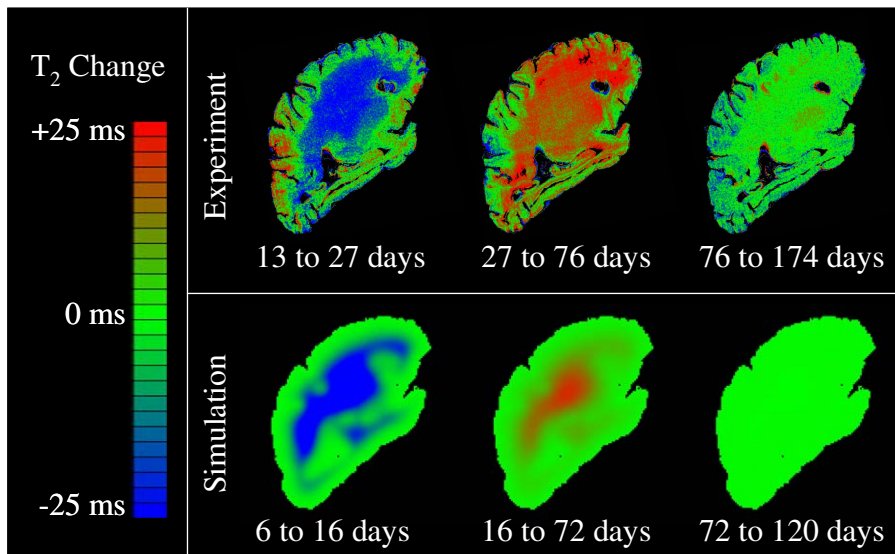 T₂ Change
+25 ms
0 ms
-25 ms
Experiment
13 to 27 days
27 to 76 days
76 to 174 days
Simulation
6 to 16 days
16 to 72 days
72 to 120 days